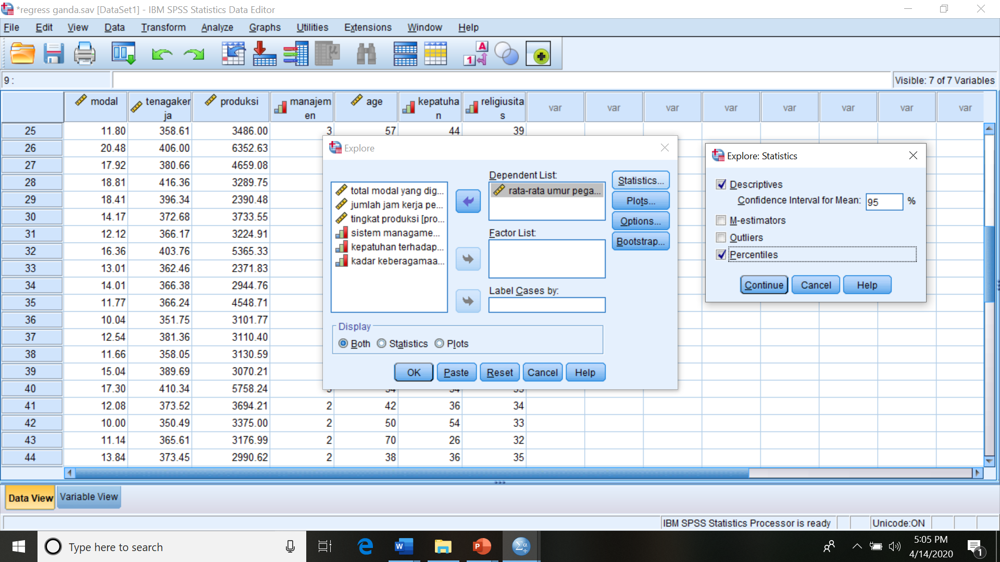 *regress ganda.sav [DataSet1] - IBM SPSS Statistics Data Editor
File Edit View Data Transform Analyze Graphs Utilities Extensions Window Help
9 :
Visible: 7 of 7 Variables
modal tenagaker ja produksi manajem en age kepatuha n religiusita s var var var var var var var var
25 11.80 358.61 3486.00 3 57 44 39
26 20.48 406.00 6352.63
27 17.92 380.66 4659.08
28 18.81 416.36 3289.75
29 18.41 396.34 2390.48
30 14.17 372.68 3733.55
31 12.12 366.17 3224.91
32 16.36 403.76 5365.33
33 13.01 362.46 2371.83
34 14.01 366.38 2944.76
35 11.77 366.24 4548.71
36 10.04 351.75 3101.77
37 12.54 381.36 3110.40
38 11.66 358.05 3130.59
39 15.04 389.69 3070.21
40 17.30 410.34 5758.24
41 12.08 373.52 3694.21 2 42 36 34
42 10.00 350.49 3375.00 2 50 54 33
43 11.14 365.61 3176.99 2 70 26 32
44 13.84 373.45 2990.62 2 38 36 35
Explore
total modal yang dig...
jumlah jam kerja pe...
tingkat produksi [pro...
sistem managame...
kepatuhan terhadap...
kadar keberagamaa...
Dependent List:
rata-rata umur pega...
Factor List:
Label Cases by:
Statistics...
Plots...
Options...
Bootstrap...
Display
Both Statistics Plots
OK Paste Reset Cancel Help
Explore: Statistics
Descriptives
Confidence Interval for Mean: 95 %
M-estimators
Outliers
Percentiles
Continue Cancel Help
Data View Variable View
IBM SPSS Statistics Processor is ready
Unicode:ON
Type here to search
5:05 PM
4/14/2020
1